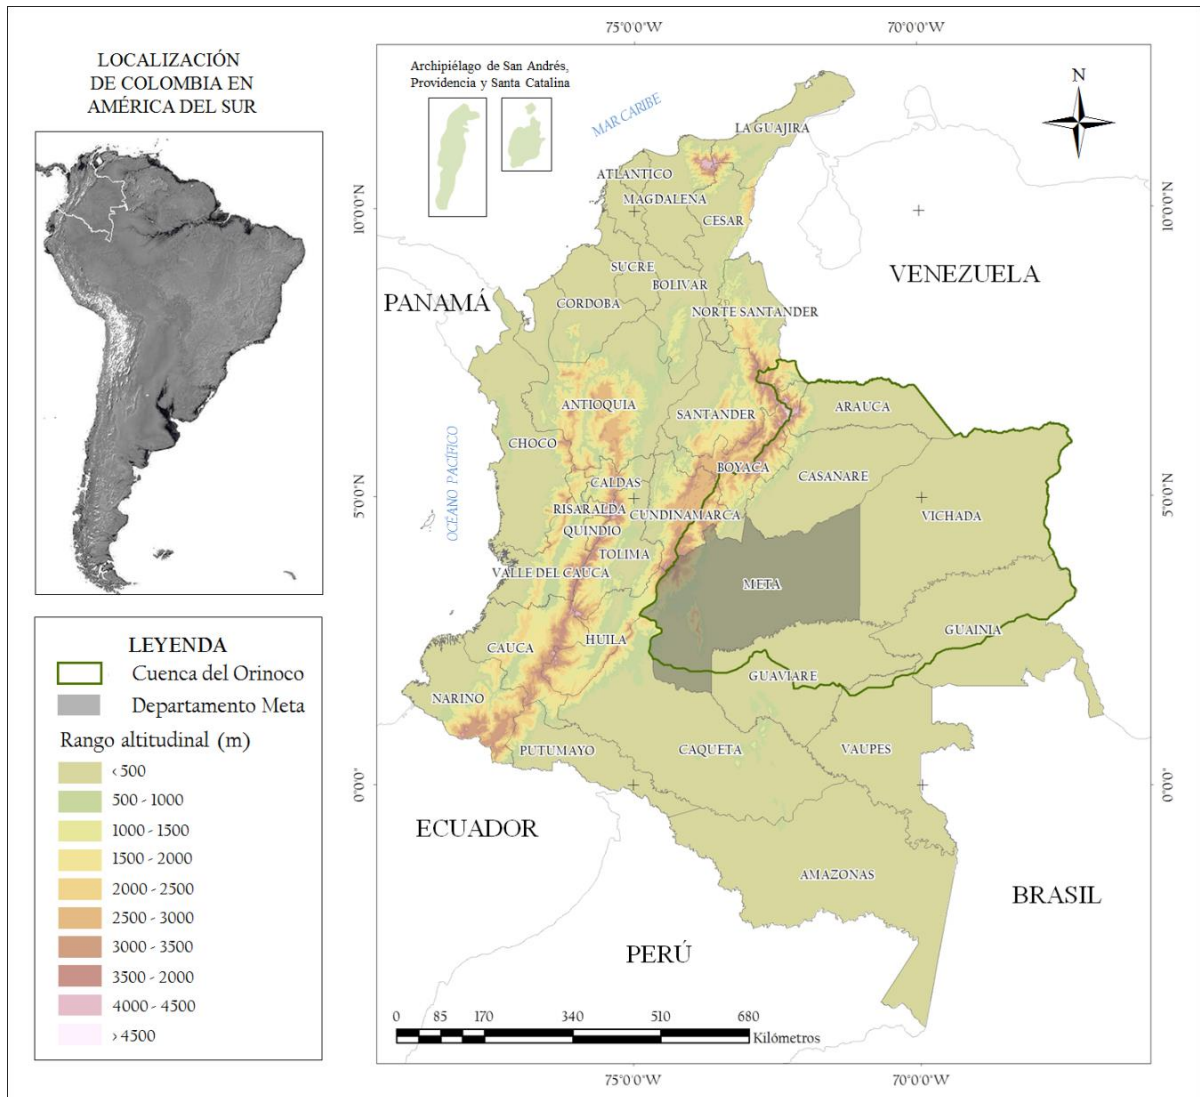 LOCALIZACIÓN
DE COLOMBIA EN
AMÉRICA DEL SUR
LEYENDA
Cuenca del Orinoco
Departamento Meta
Rango altitudinal (m)
< 500
500 - 1000
1000 - 1500
1500 - 2000
2000 - 2500
2500 - 3000
3000 - 3500
3500 - 2000
4000 - 4500
> 4500
75°0'0"W
70°0'0"W
Archipiélago de San Andrés,
Providencia y Santa Catalina
MAR CARIBE
N
LA GUAJIRA
ATLANTICO
MAGDALENA
CESAR
10°0'0"N
10°0'0"N
SUCRE
BOLIVAR
VENEZUELA
PANAMÁ
CORDOBA
NORTE SANTANDER
ANTIOQUIA
SANTANDER
ARAUCA
CHOCO
OCEANO PACÍFICO
BOYACA
CASANARE
CALDAS
5°0'0"N
5°0'0"N
RISARALDA
CUNDINAMARCA
VICHADA
QUINDIO
TOLIMA
VALLE DEL CAUCA
META
CAUCA
HUILA
GUAINIA
GUAVIARE
NARINO
PUTUMAYO
CAQUETA
VAUPES
0°0'0"
0°0'0"
ECUADOR
AMAZONAS
BRASIL
PERÚ
0
85
170
340
510
680
Kilómetros
75°0'0"W
70°0'0"W